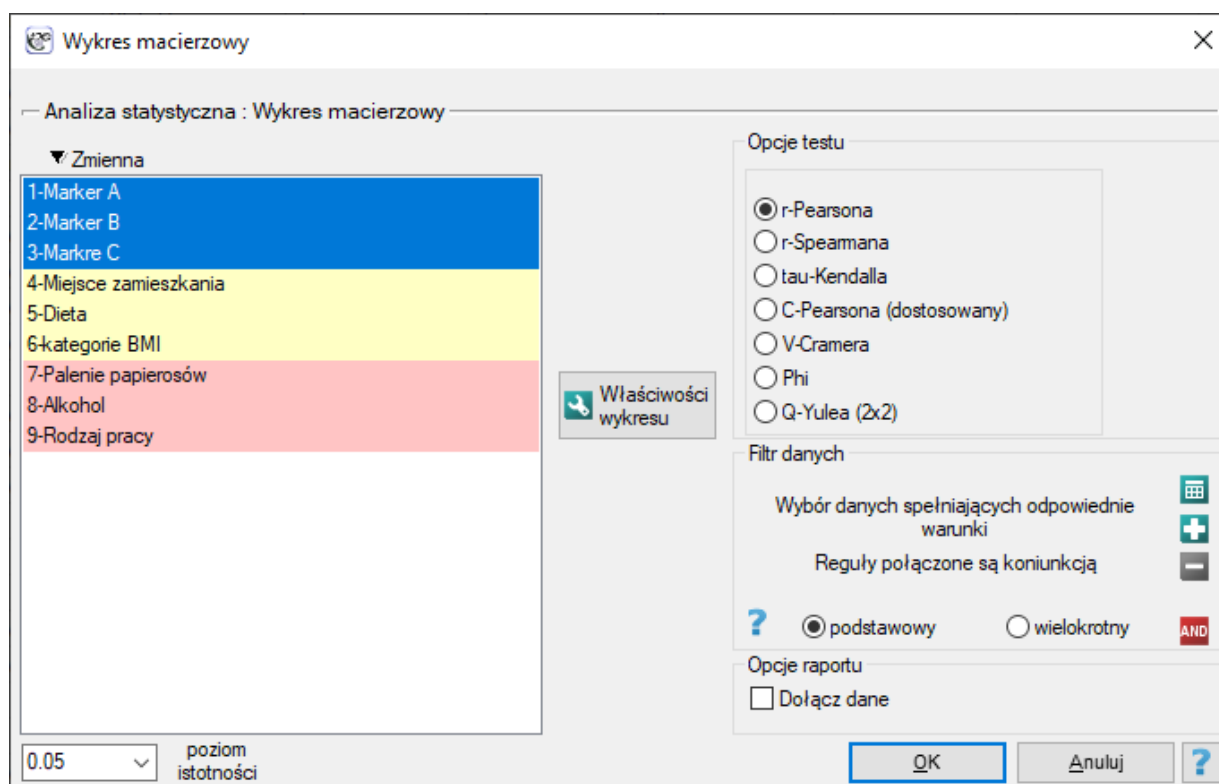 Wykres macierzowy
Analiza statystyczna : Wykres macierzowy
Zmienna
1-Marker A
2-Marker B
3-Markre C
4-Miejsce zamieszkania
5-Dieta
6-kategorie BMI
7-Palenie papierosów
8-Alkohol
9-Rodzaj pracy
0.05
poziom
istotności
Właściwości
wykresu
Opcje testu
r-Pearsona
r-Spearmana
tau-Kendalla
C-Pearsona (dostosowany)
V-Cramera
Phi
Q-Yulea (2x2)
Filtr danych
Wybór danych spełniających odpowiednie
warunki
Reguły połączone są koniunkcją
? podstawowy wielokrotny AND
Opcje raportu
Dołącz dane
OK Anuluj ?